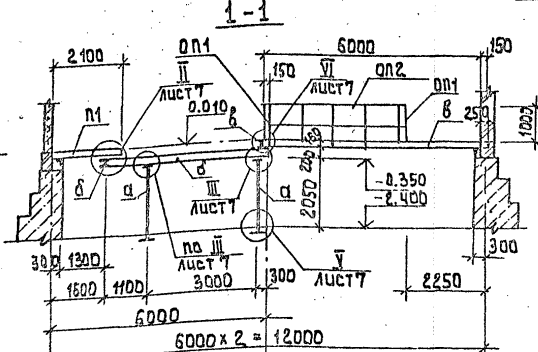 1-1
2100
оп1
6000
150
150
II
лист 7
VI
лист 7
оп2
оп1
п1
0.010
в
в
250
1000
б
а
б
III
лист 7
а
200
2050
-0.350
-2.400
по III
лист 7
V
лист 7
300
1300
300
1600
1100
3000
300
2250
6000
6000 x 2 = 12000